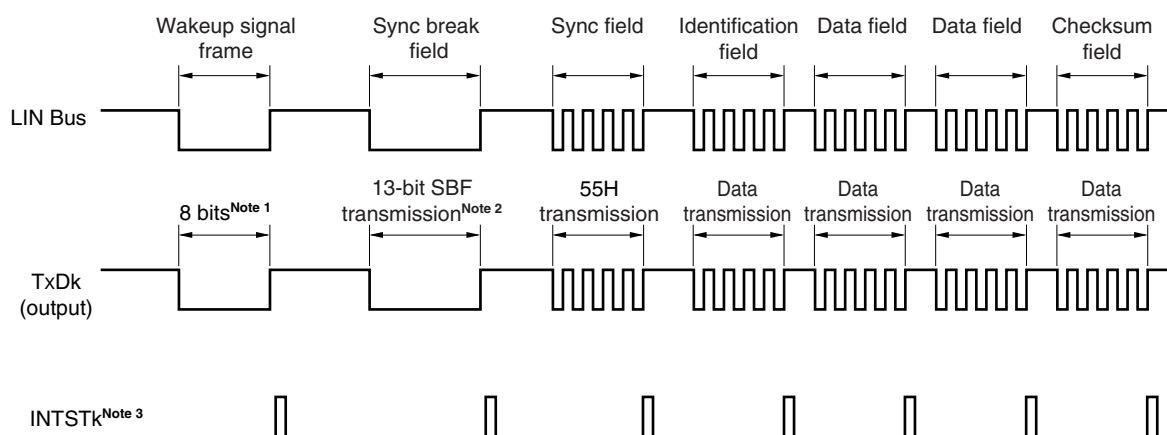 Wakeup signal frame
Sync break field
Sync field
Identification field
Data field
Data field
Checksum field
LIN Bus
8 bitsNote 1
13-bit SBF transmissionNote 2
55H transmission
Data transmission
Data transmission
Data transmission
Data transmission
TxDk
(output)
INTSTkNote 3